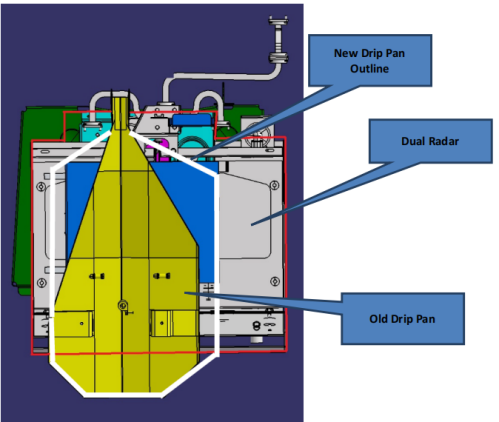 New Drip Pan
Outline
Dual Radar
Old Drip Pan